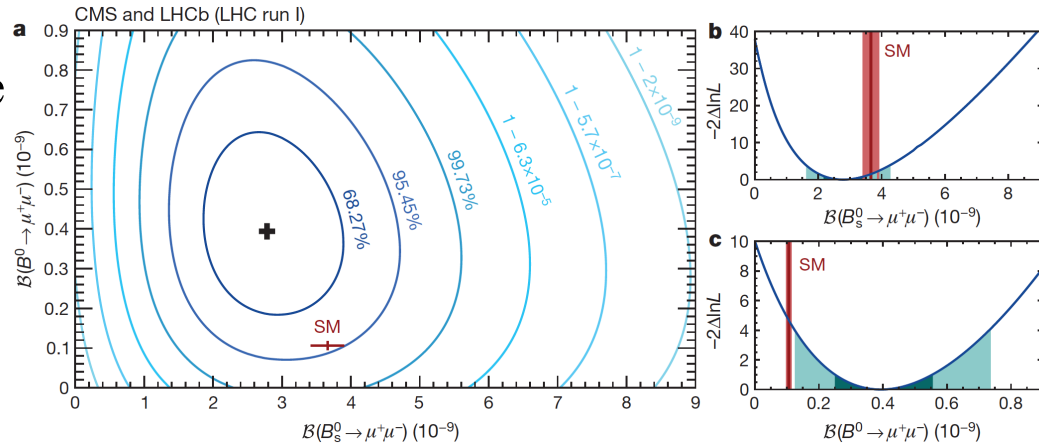 CMS and LHCb (LHC run I)
a
0.9
0.8
0.7
0.6
0.5
0.4
0.3
0.2
0.1
0
0 1 2 3 4 5 6 7 8 9
B(B⁰ → μ⁺μ⁻) (10⁻⁹)
B(B⁰ₛ → μ⁺μ⁻) (10⁻⁹)
68.27%
95.45%
99.73%
1 – 6.3×10⁻⁵
1 – 5.7×10⁻⁷
1 – 2×10⁻⁹
SM
b
40
30
20
10
0
0 2 4 6 8
−2ΔlnL
SM
B(B⁰ₛ → μ⁺μ⁻) (10⁻⁹)
c
10
8
6
4
2
0
0 0.2 0.4 0.6 0.8
−2ΔlnL
SM
B(B⁰ → μ⁺μ⁻) (10⁻⁹)